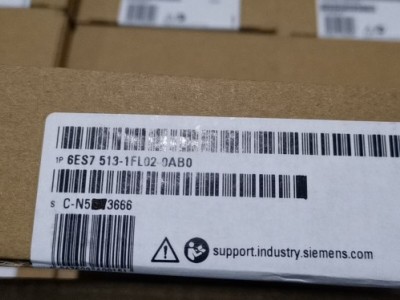 1P 6ES7 513-1FL02-0AB0
S C-N5 3666
support.industry.siemens.com